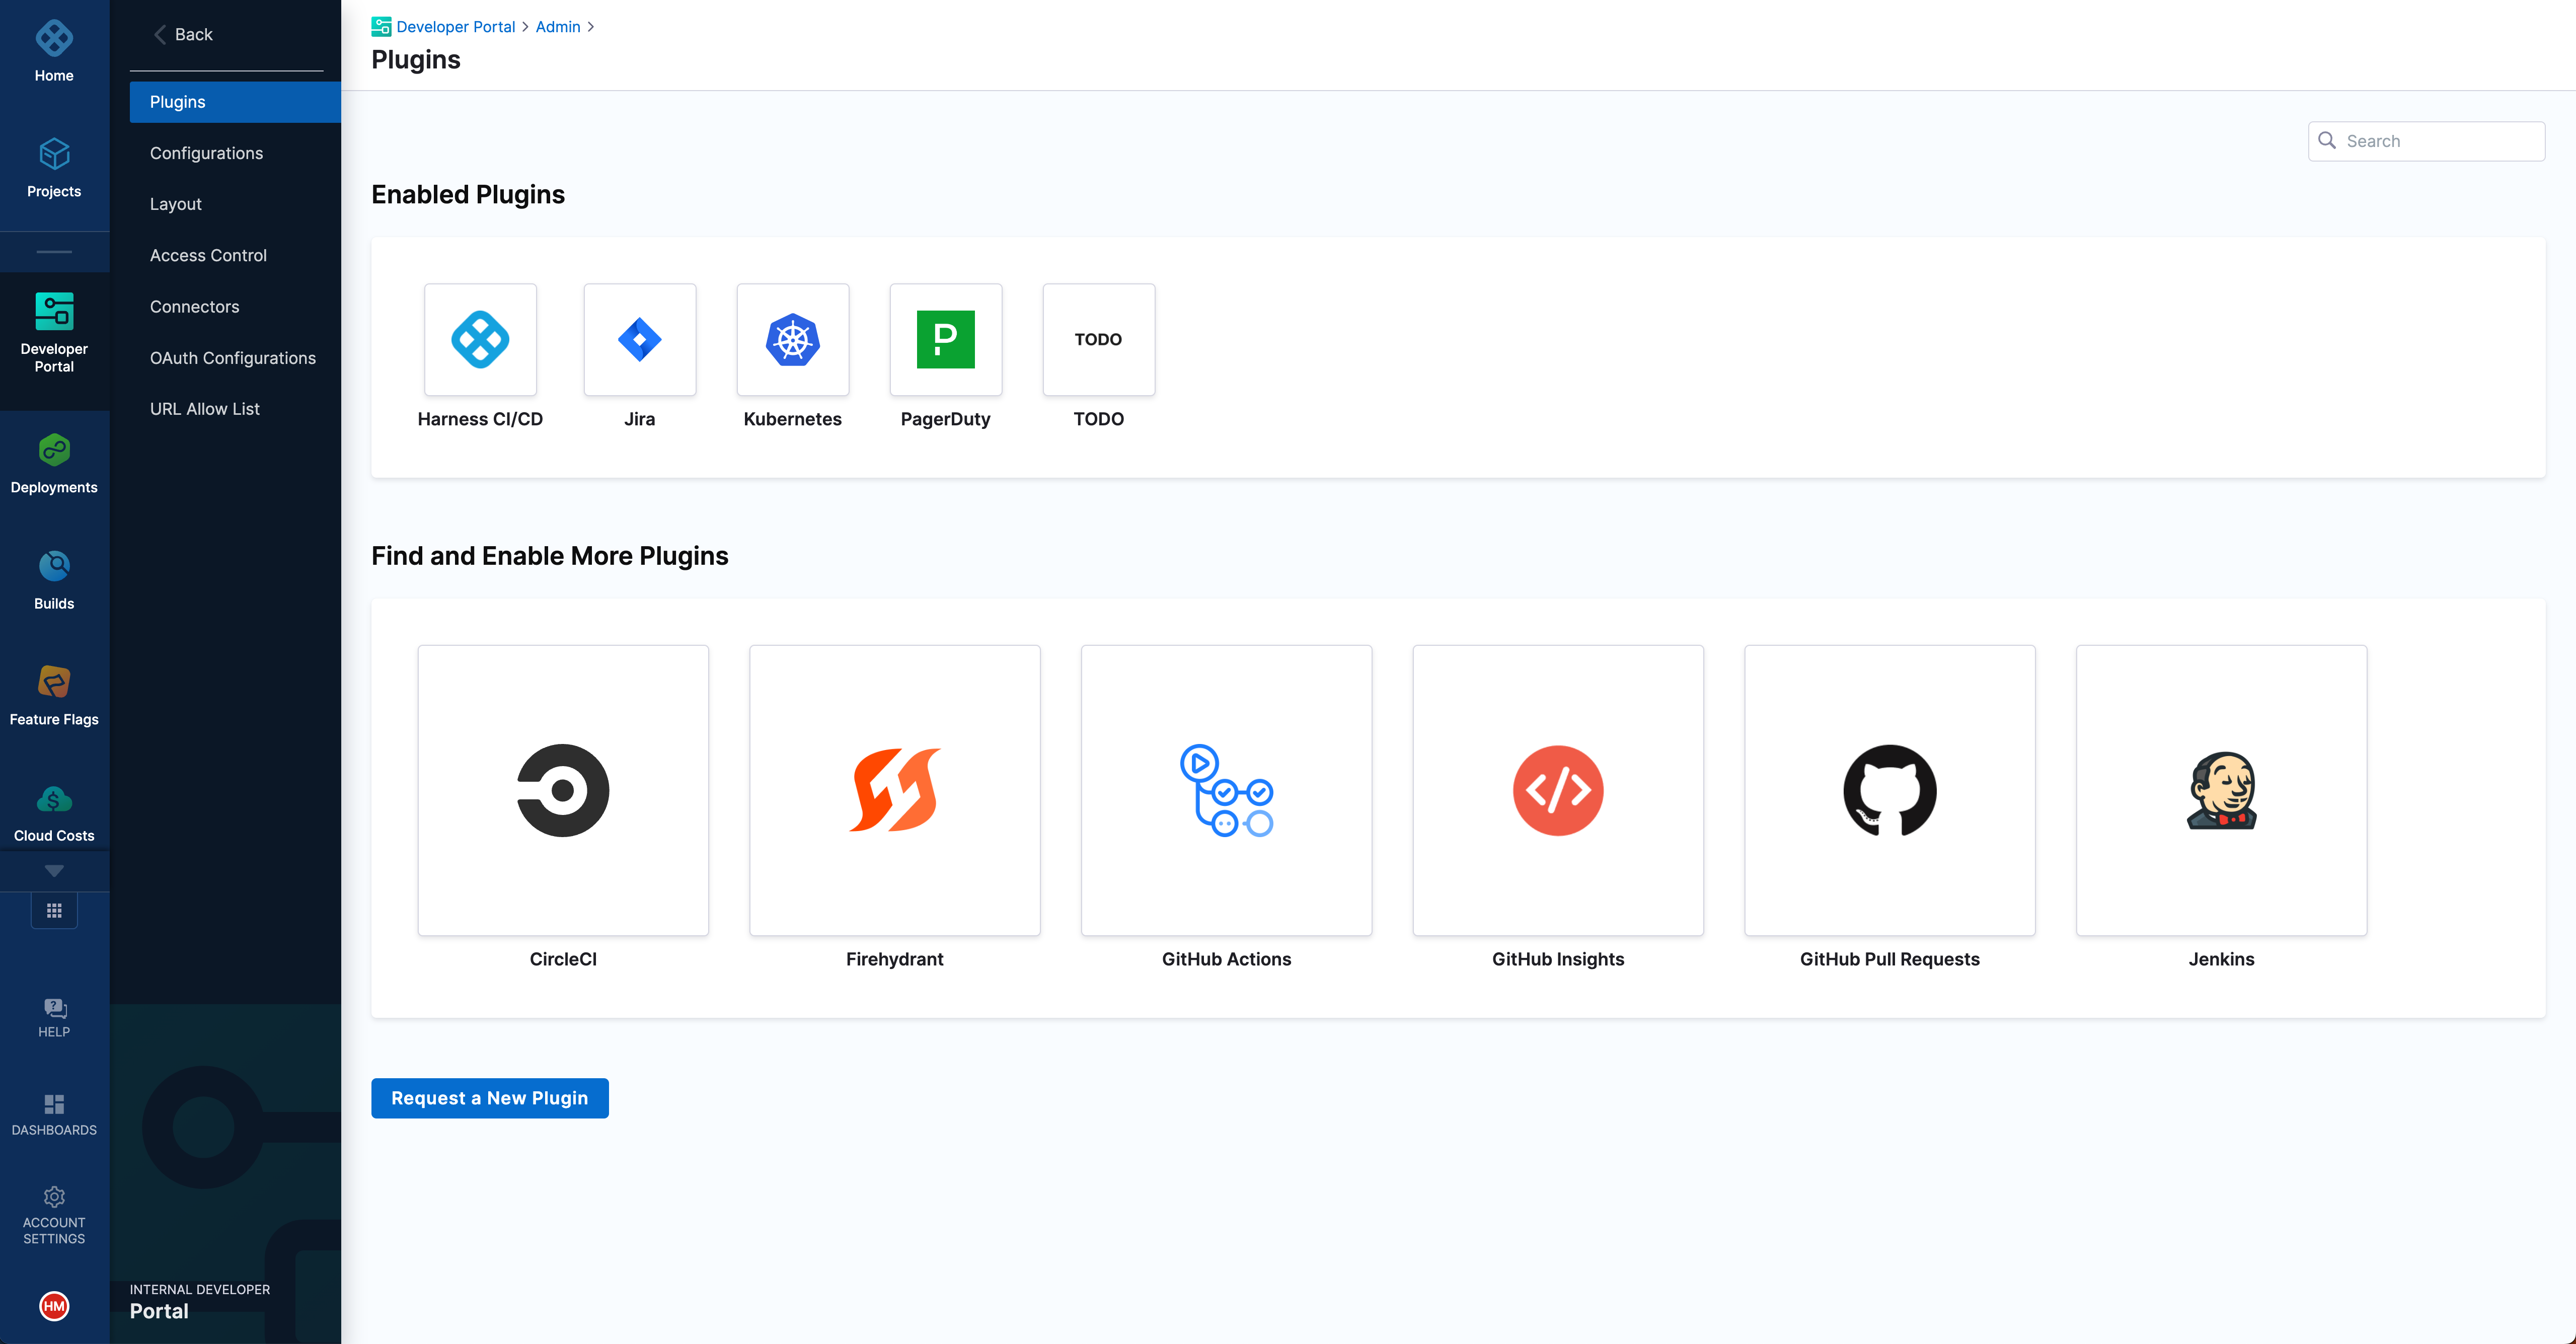 Home
Projects
Developer
Portal
Deployments
Builds
Feature Flags
Cloud Costs
HELP
DASHBOARDS
ACCOUNT
SETTINGS
HM
Back
Plugins
Configurations
Layout
Access Control
Connectors
OAuth Configurations
URL Allow List
INTERNAL DEVELOPER
Portal
Developer Portal > Admin >
Plugins
Search
Enabled Plugins
TODO
Harness CI/CD
Jira
Kubernetes
PagerDuty
TODO
Find and Enable More Plugins
CircleCI
Firehydrant
GitHub Actions
GitHub Insights
GitHub Pull Requests
Jenkins
Request a New Plugin